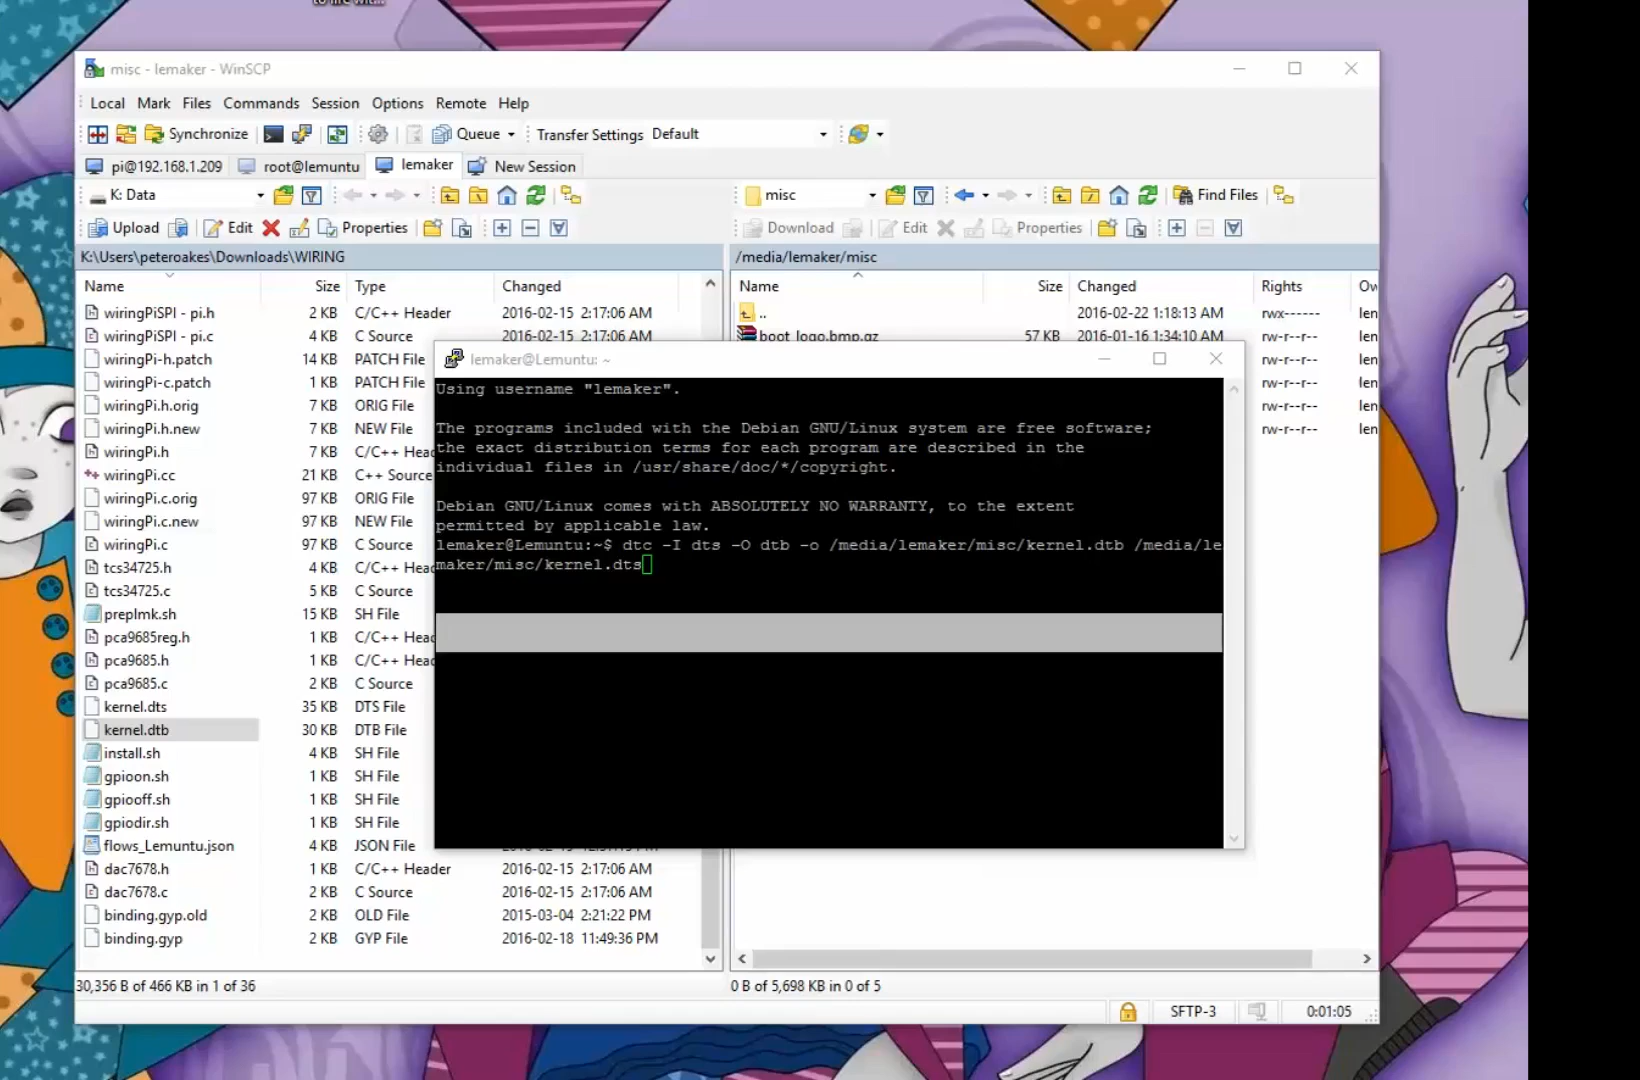 misc - lemaker - WinSCP
Local Mark Files Commands Session Options Remote Help
Synchronize Queue Transfer Settings Default
pi@192.168.1.209 root@lemuntu lemaker New Session
K: Data misc Find Files
Upload Edit Properties Download Edit Properties
K:\Users\peteroakes\Downloads\WIRING /media/lemaker/misc
Name Size Type Changed Name Size Changed Rights Ow
wiringPiSPI - pi.h 2 KB C/C++ Header 2016-02-15 2:17:06 AM .. 2016-02-22 1:18:13 AM rwx------ len
wiringPiSPI - pi.c 4 KB C Source 2016-02-15 2:17:06 AM boot_logo.bmp.gz 57 KB 2016-01-16 1:34:10 AM rw-r--r-- len
wiringPi-h.patch 14 KB PATCH File rw-r--r-- len
wiringPi-c.patch 1 KB PATCH File rw-r--r-- len
wiringPi.h.orig 7 KB ORIG File rw-r--r-- len
wiringPi.h.new 7 KB NEW File rw-r--r-- len
wiringPi.h 7 KB C/C++ Head
wiringPi.cc 21 KB C++ Source
wiringPi.c.orig 97 KB ORIG File
wiringPi.c.new 97 KB NEW File
wiringPi.c 97 KB C Source
tcs34725.h 4 KB C/C++ Head
tcs34725.c 5 KB C Source
preplmk.sh 15 KB SH File
pca9685reg.h 1 KB C/C++ Head
pca9685.h 1 KB C/C++ Head
pca9685.c 2 KB C Source
kernel.dts 35 KB DTS File
kernel.dtb 30 KB DTB File
install.sh 4 KB SH File
gpioon.sh 1 KB SH File
gpiooff.sh 1 KB SH File
gpiodir.sh 1 KB SH File
flows_Lemuntu.json 4 KB JSON File
dac7678.h 1 KB C/C++ Header 2016-02-15 2:17:06 AM
dac7678.c 2 KB C Source 2016-02-15 2:17:06 AM
binding.gyp.old 2 KB OLD File 2015-03-04 2:21:22 PM
binding.gyp 2 KB GYP File 2016-02-18 11:49:36 PM
30,356 B of 466 KB in 1 of 36 0 B of 5,698 KB in 0 of 5
SFTP-3 0:01:05
lemaker@Lemuntu: ~
Using username "lemaker".
The programs included with the Debian GNU/Linux system are free software;
the exact distribution terms for each program are described in the
individual files in /usr/share/doc/*/copyright.
Debian GNU/Linux comes with ABSOLUTELY NO WARRANTY, to the extent
permitted by applicable law.
lemaker@Lemuntu:~$ dtc -I dts -O dtb -o /media/lemaker/misc/kernel.dtb /media/le
maker/misc/kernel.dts